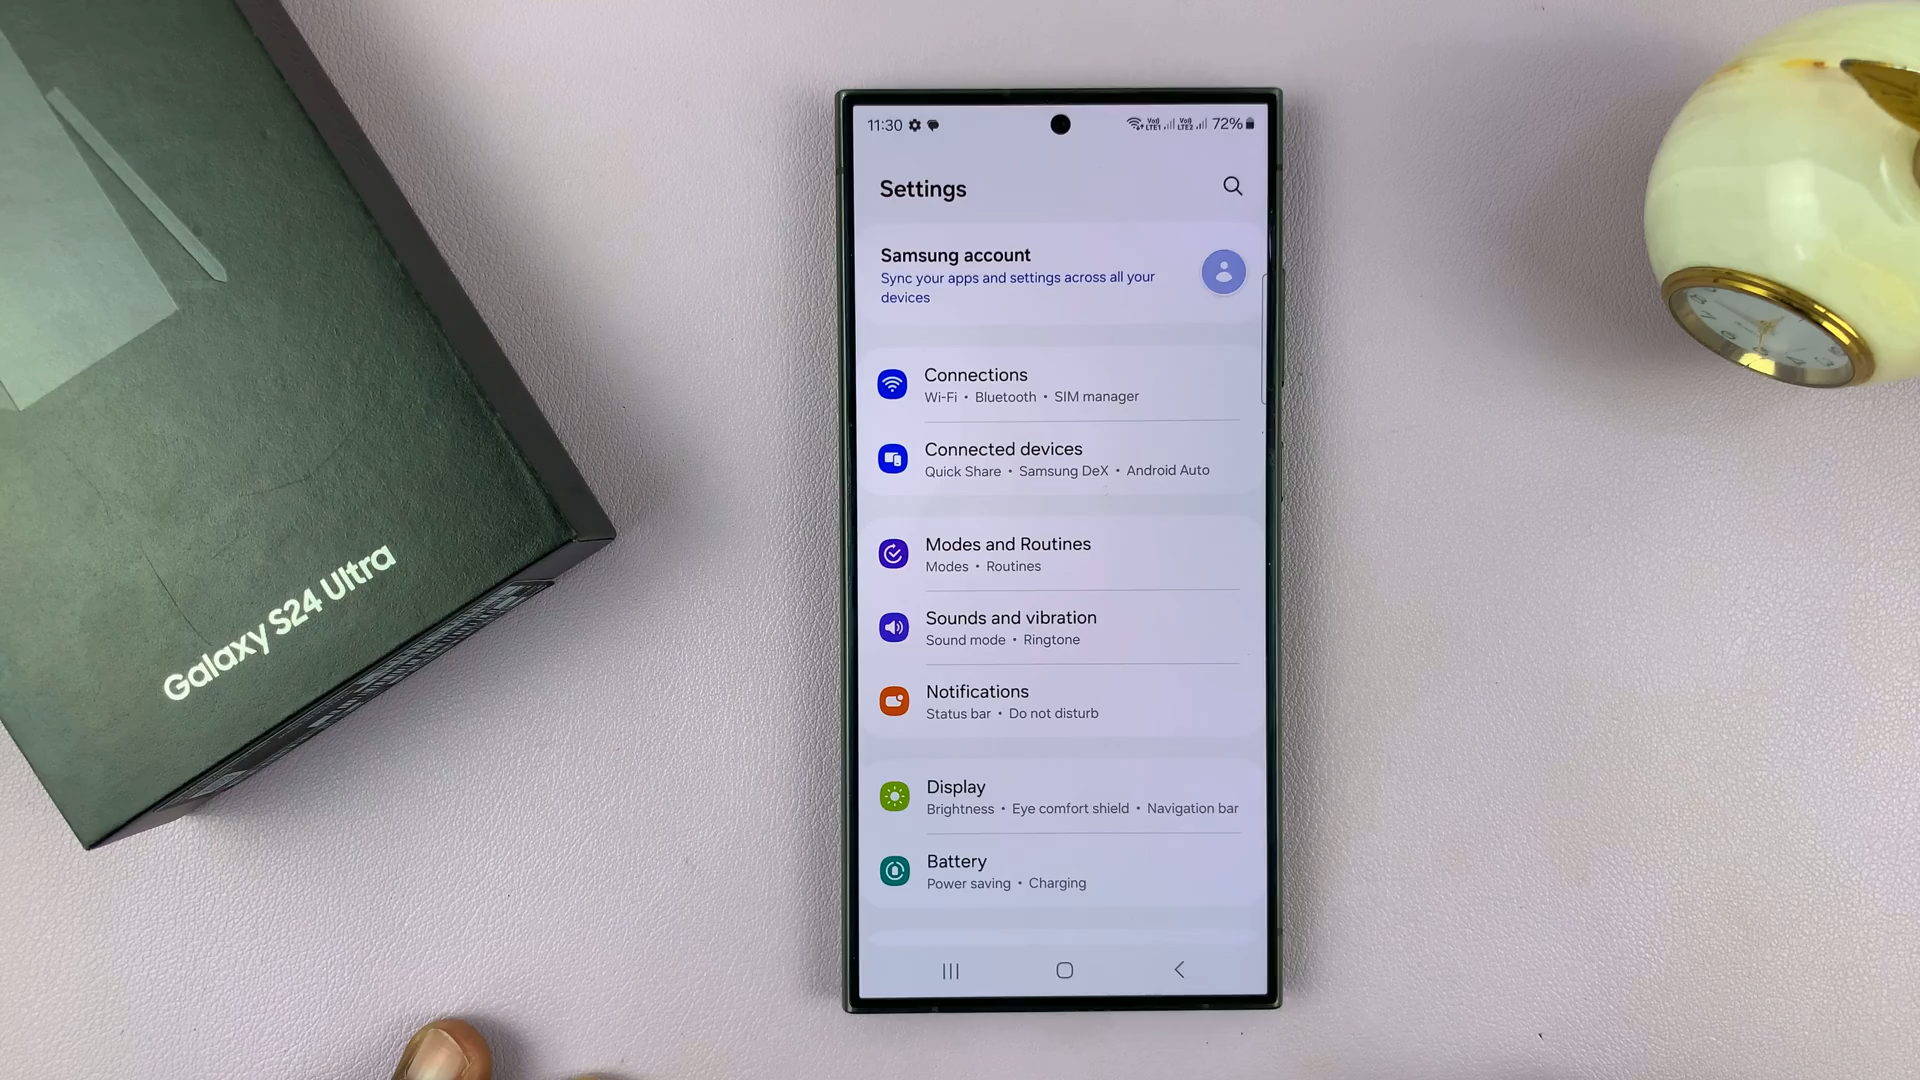 Galaxy S24 Ultra
11:30
72%
Settings
Samsung account
Sync your apps and settings across all your
devices
Connections
Wi-Fi • Bluetooth • SIM manager
Connected devices
Quick Share • Samsung DeX • Android Auto
Modes and Routines
Modes • Routines
Sounds and vibration
Sound mode • Ringtone
Notifications
Status bar • Do not disturb
Display
Brightness • Eye comfort shield • Navigation bar
Battery
Power saving • Charging